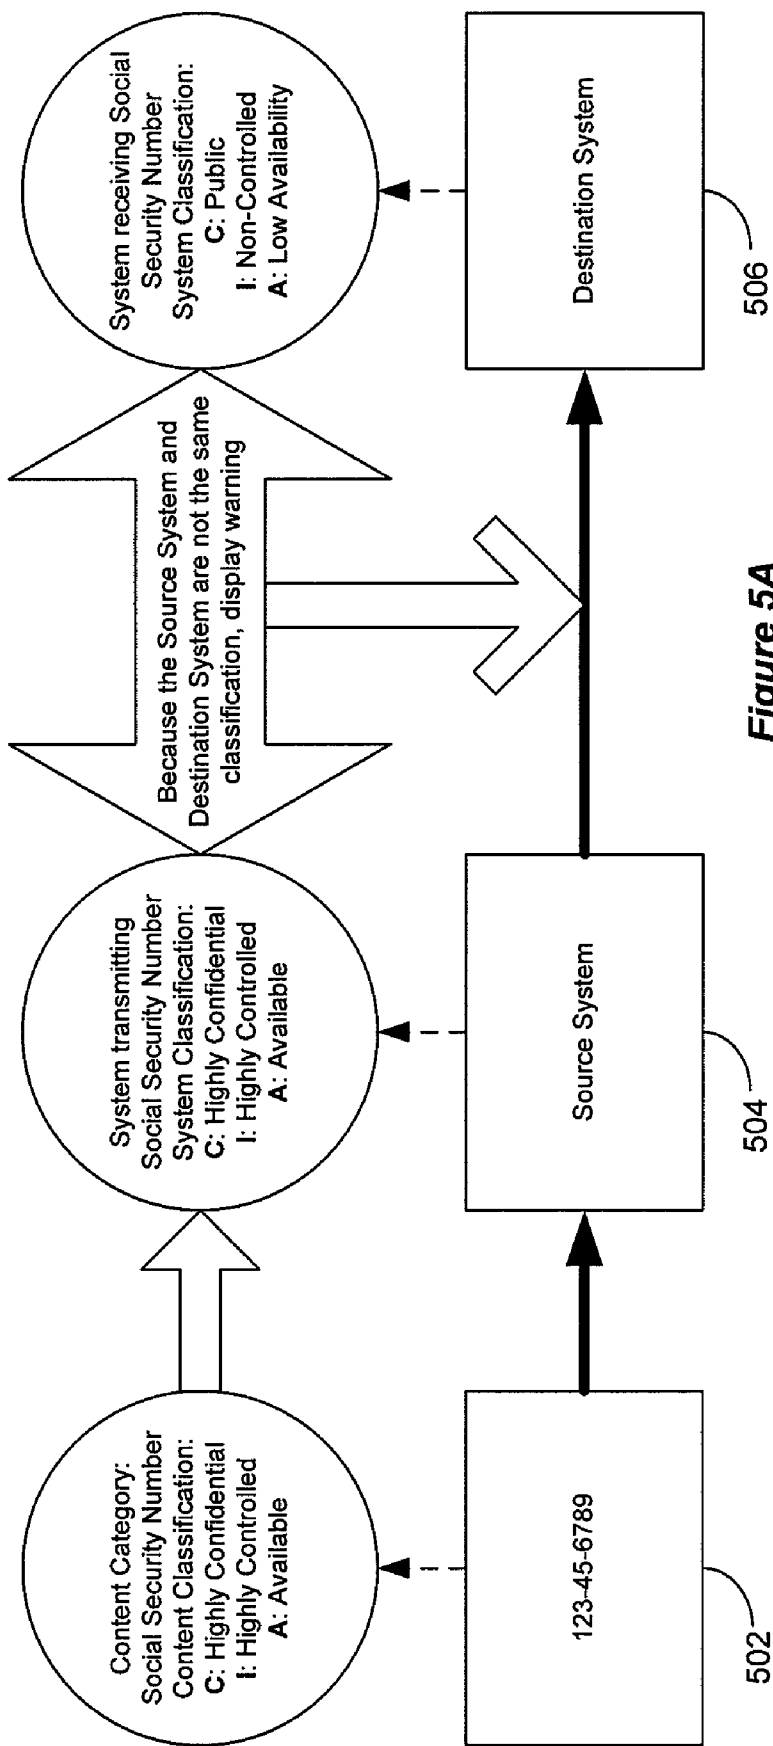 Content Category:
Social Security Number
Content Classification:
C: Highly Confidential
I: Highly Controlled
A: Available
System transmitting
Social Security Number
System Classification:
C: Highly Confidential
I: Highly Controlled
A: Available
Because the Source System and
Destination System are not the same
classification, display warning
System receiving Social
Security Number
System Classification:
C: Public
I: Non-Controlled
A: Low Availability
123-45-6789
Source System
Destination System
502
504
506
Figure 5A